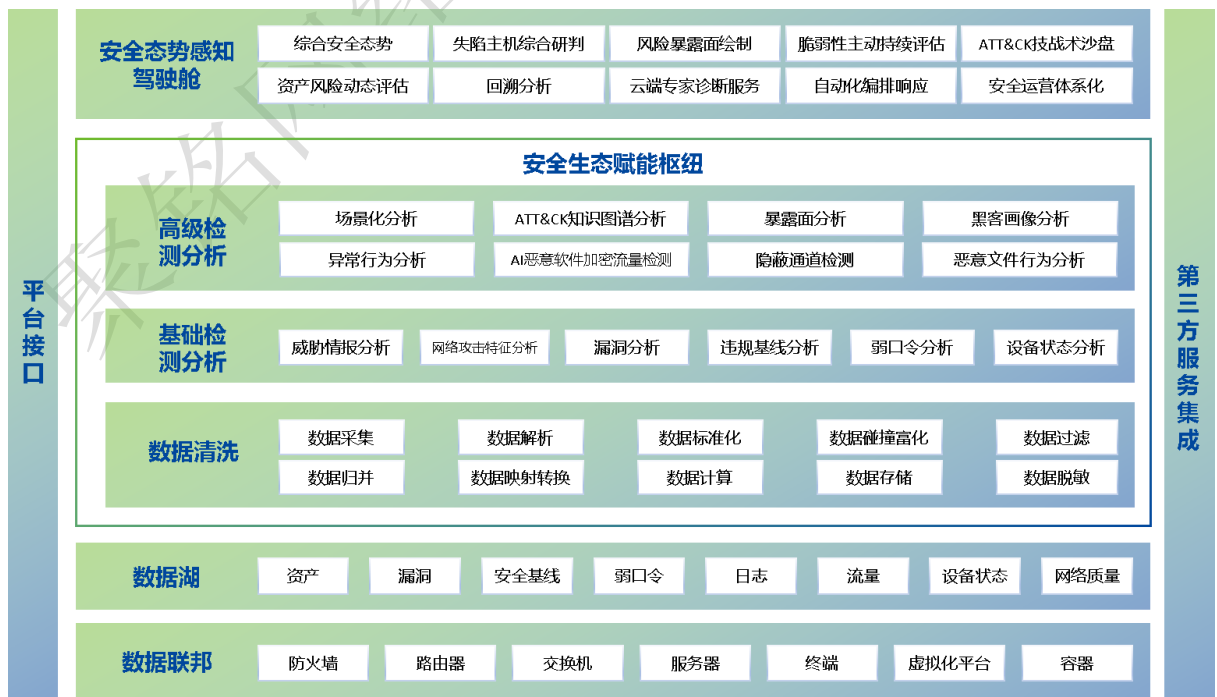 安全态势感知
驾驶舱
综合安全态势
失陷主机综合研判
风险暴露面绘制
脆弱性主动持续评估
ATT&CK技战术沙盘
资产风险动态评估
回溯分析
云端专家诊断服务
自动化编排响应
安全运营体系化
平台接口
安全生态赋能枢纽
高级检
测分析
场景化分析
ATT&CK知识图谱分析
暴露面分析
黑客画像分析
异常行为分析
AI恶意软件加密流量检测
隐蔽通道检测
恶意文件行为分析
基础检
测分析
威胁情报分析
网络攻击特征分析
漏洞分析
违规基线分析
弱口令分析
设备状态分析
数据清洗
数据采集
数据解析
数据标准化
数据碰撞富化
数据过滤
数据归并
数据映射转换
数据计算
数据存储
数据脱敏
数据湖
资产
漏洞
安全基线
弱口令
日志
流量
设备状态
网络质量
数据联邦
防火墙
路由器
交换机
服务器
终端
虚拟化平台
容器
第三方服务集成
聚铭网络